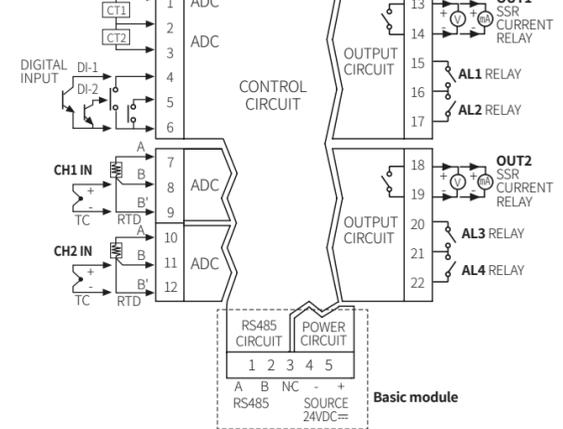 OUT1
1 ADC
13
+ V + mA
SSR
CURRENT
RELAY
CT1
2
- -
14
CT2
3
ADC
OUTPUT
CIRCUIT
15
AL1 RELAY
16
AL2 RELAY
17
DIGITAL
INPUT
DI-1
4
DI-2
5
6
CONTROL
CIRCUIT
CH1 IN
A
7
B
8
ADC
B'
9
+
-
TC
RTD
18
+ V + mA
- -
19
OUT2
SSR
CURRENT
RELAY
CH2 IN
A
10
B
11
ADC
B'
12
+
-
TC
RTD
OUTPUT
CIRCUIT
20
AL3 RELAY
21
AL4 RELAY
22
RS485
CIRCUIT
POWER
CIRCUIT
1 2 3 4 5
A B NC - +
RS485
SOURCE
24VDC⎓
Basic module